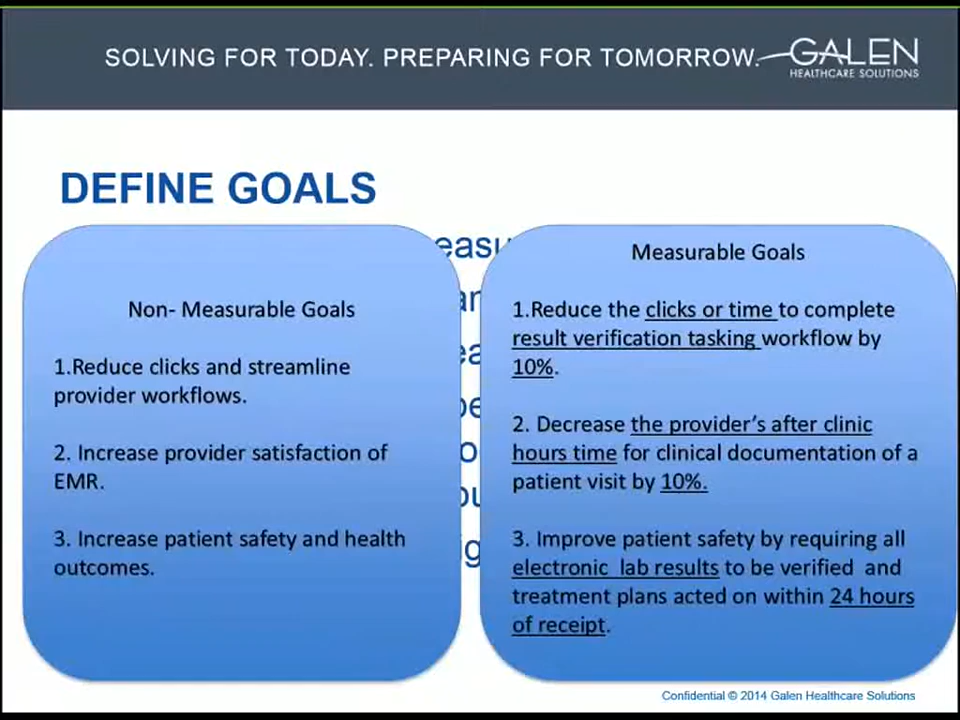 SOLVING FOR TODAY. PREPARING FOR TOMORROW.
GALEN
HEALTHCARE SOLUTIONS
DEFINE GOALS
Non- Measurable Goals
1.Reduce clicks and streamline
provider workflows.
2. Increase provider satisfaction of
EMR.
3. Increase patient safety and health
outcomes.
Measurable Goals
1.Reduce the clicks or time to complete
result verification tasking workflow by
10%.
2. Decrease the provider's after clinic
hours time for clinical documentation of a
patient visit by 10%.
3. Improve patient safety by requiring all
electronic lab results to be verified and
treatment plans acted on within 24 hours
of receipt.
Confidential © 2014 Galen Healthcare Solutions